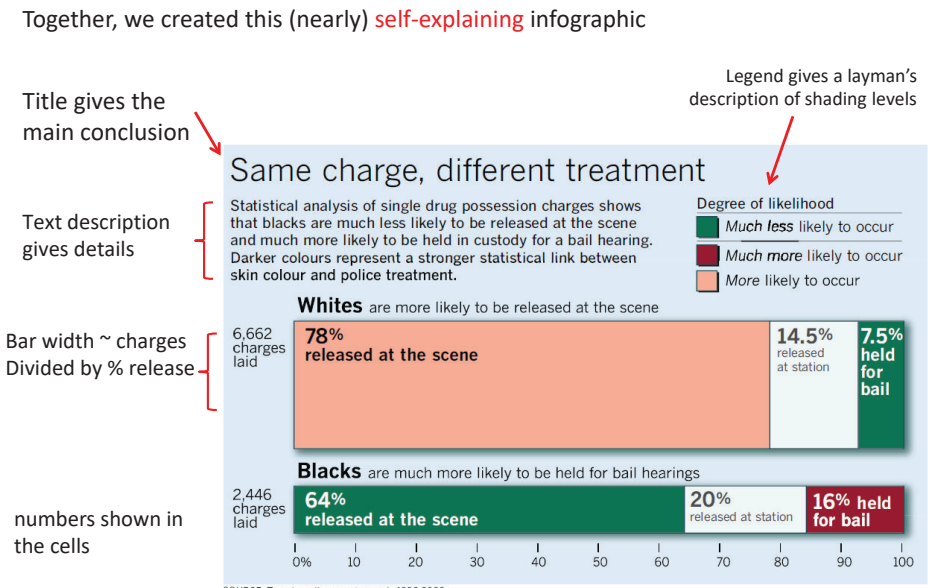 Together, we created this (nearly) self-explaining infographic
Legend gives a layman's
description of shading levels
Title gives the
main conclusion
Same charge, different treatment
Text description
gives details
Statistical analysis of single drug possession charges shows
that blacks are much less likely to be released at the scene
and much more likely to be held in custody for a bail hearing.
Darker colours represent a stronger statistical link between
skin colour and police treatment.
Degree of likelihood
Much less likely to occur
Much more likely to occur
More likely to occur
Whites are more likely to be released at the scene
Bar width ~ charges
Divided by % release
6,662
charges
laid
78%
released at the scene
14.5%
released
at station
7.5%
held
for
bail
Blacks are much more likely to be held for bail hearings
numbers shown in
the cells
2,446
charges
laid
64%
released at the scene
20%
released at station
16% held
for bail
0% 10 20 30 40 50 60 70 80 90 100